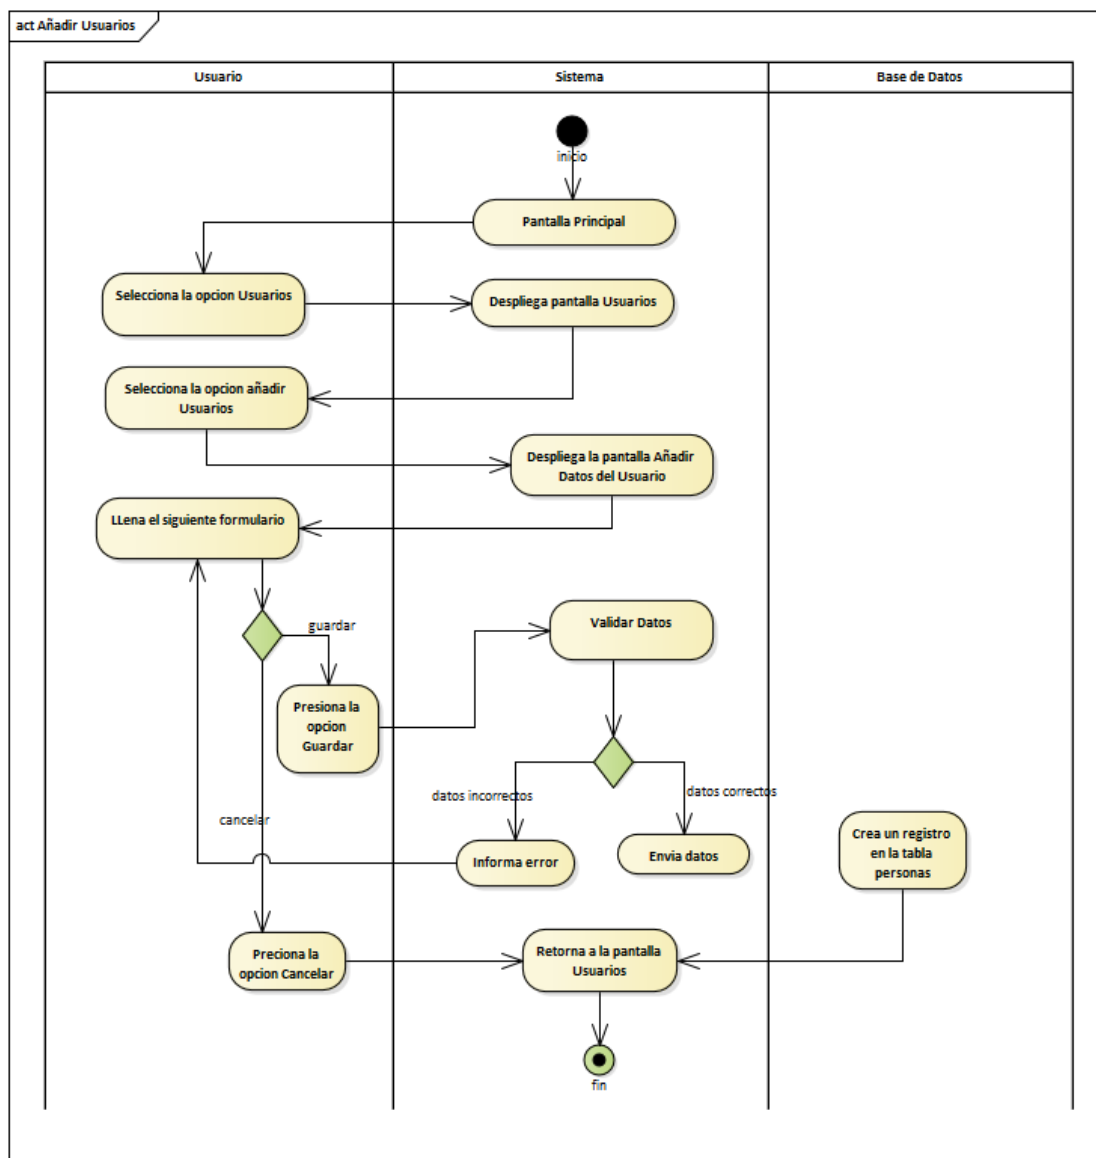 act Añadir Usuarios
Usuario
Sistema
Base de Datos
inicio
Pantalla Principal
Selecciona la opcion Usuarios
Despliega pantalla Usuarios
Selecciona la opcion añadir
Usuarios
Despliega la pantalla Añadir
Datos del Usuario
LLena el siguiente formulario
guardar
Validar Datos
Presiona la
opcion
Guardar
datos incorrectos
datos correctos
cancelar
Informa error
Envia datos
Crea un registro
en la tabla
personas
Preciona la
opcion Cancelar
Retorna a la pantalla
Usuarios
fin